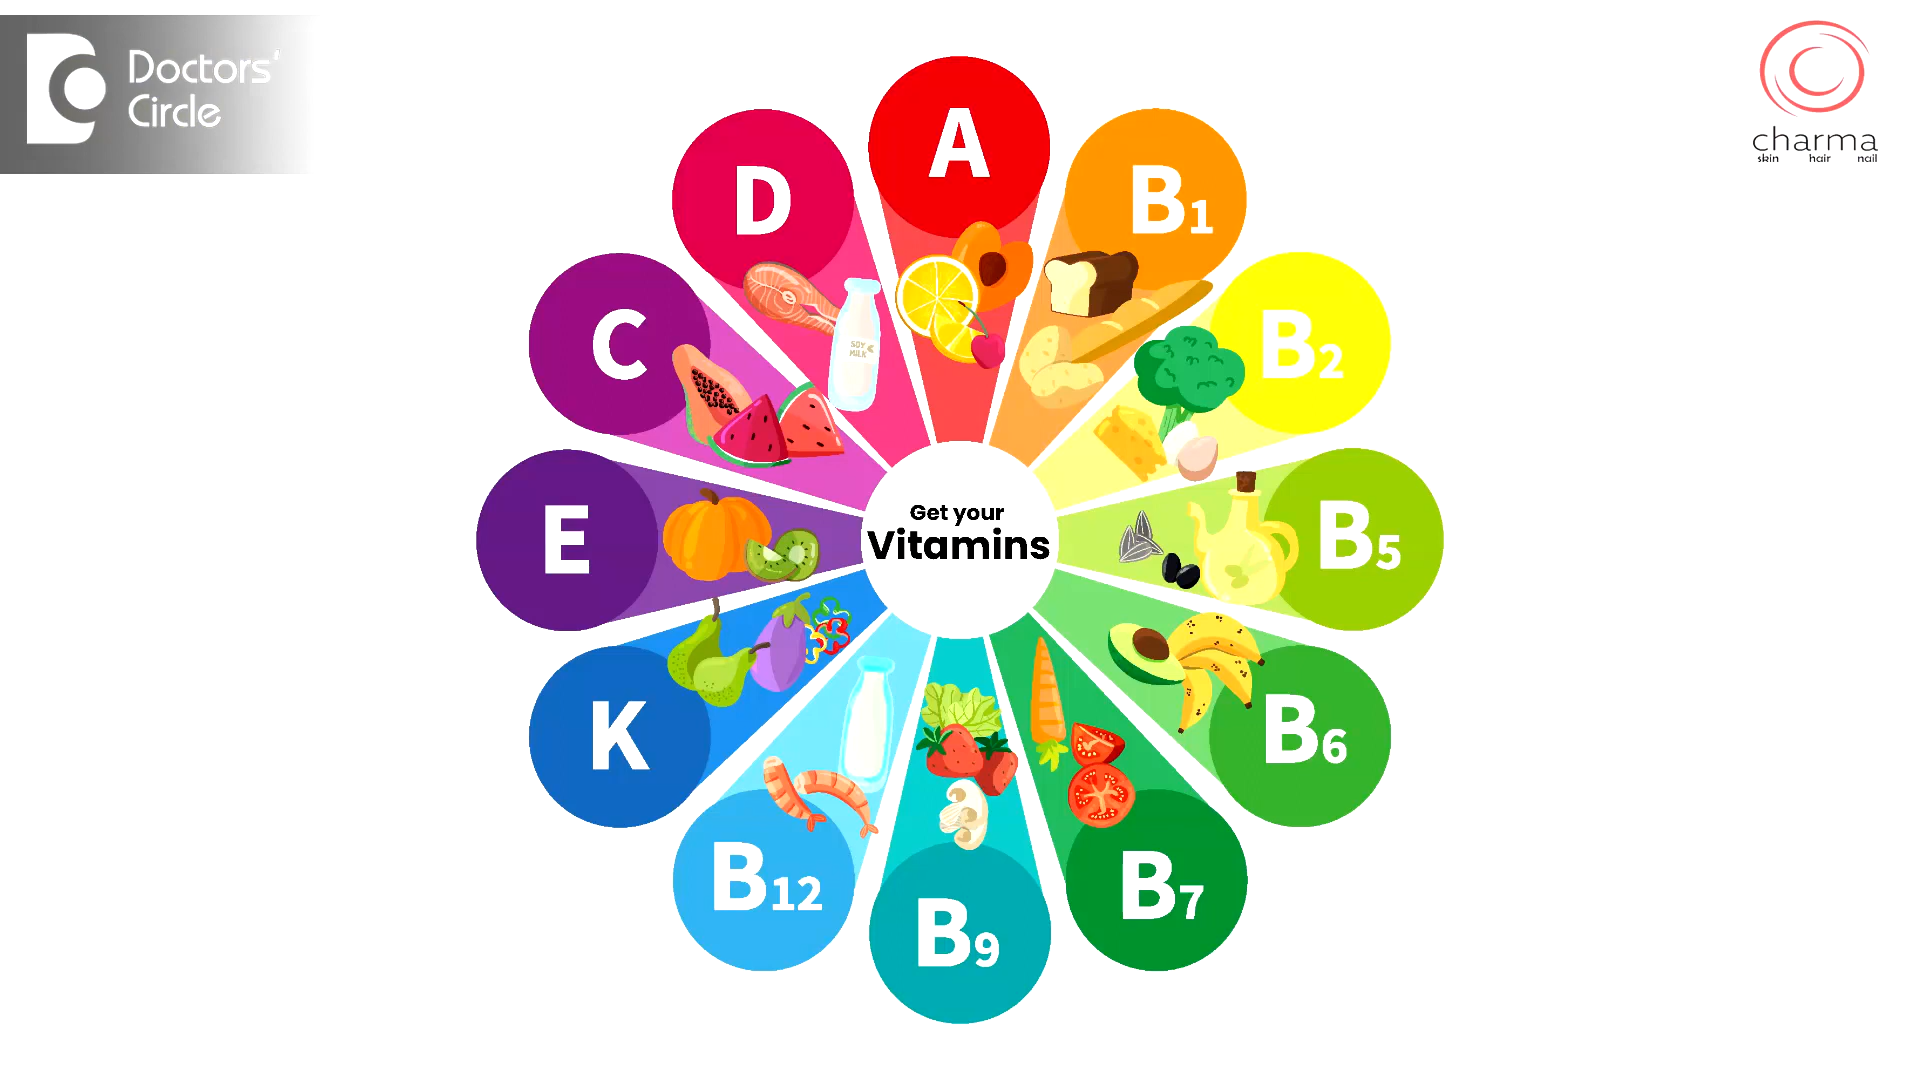 Doctors'
Circle
charma
skin hair nail
A
B1
B2
B5
B6
B7
B9
B12
K
E
C
D
SOY
MILK
Get your
Vitamins